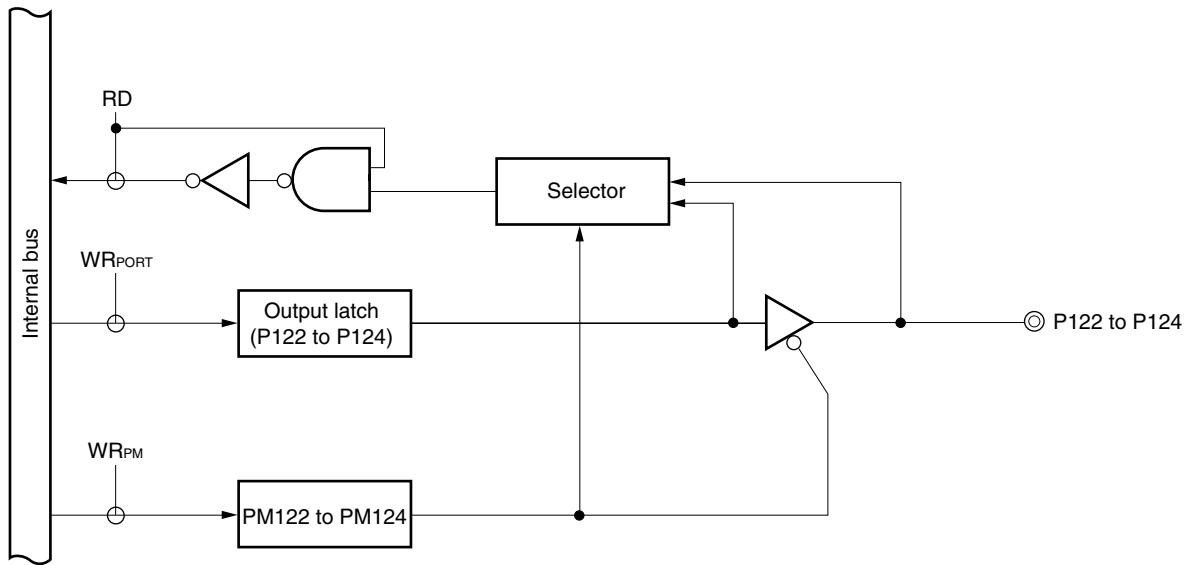 RD
Selector
Internal bus
WRPORT
Output latch
(P122 to P124)
P122 to P124
WRPM
PM122 to PM124